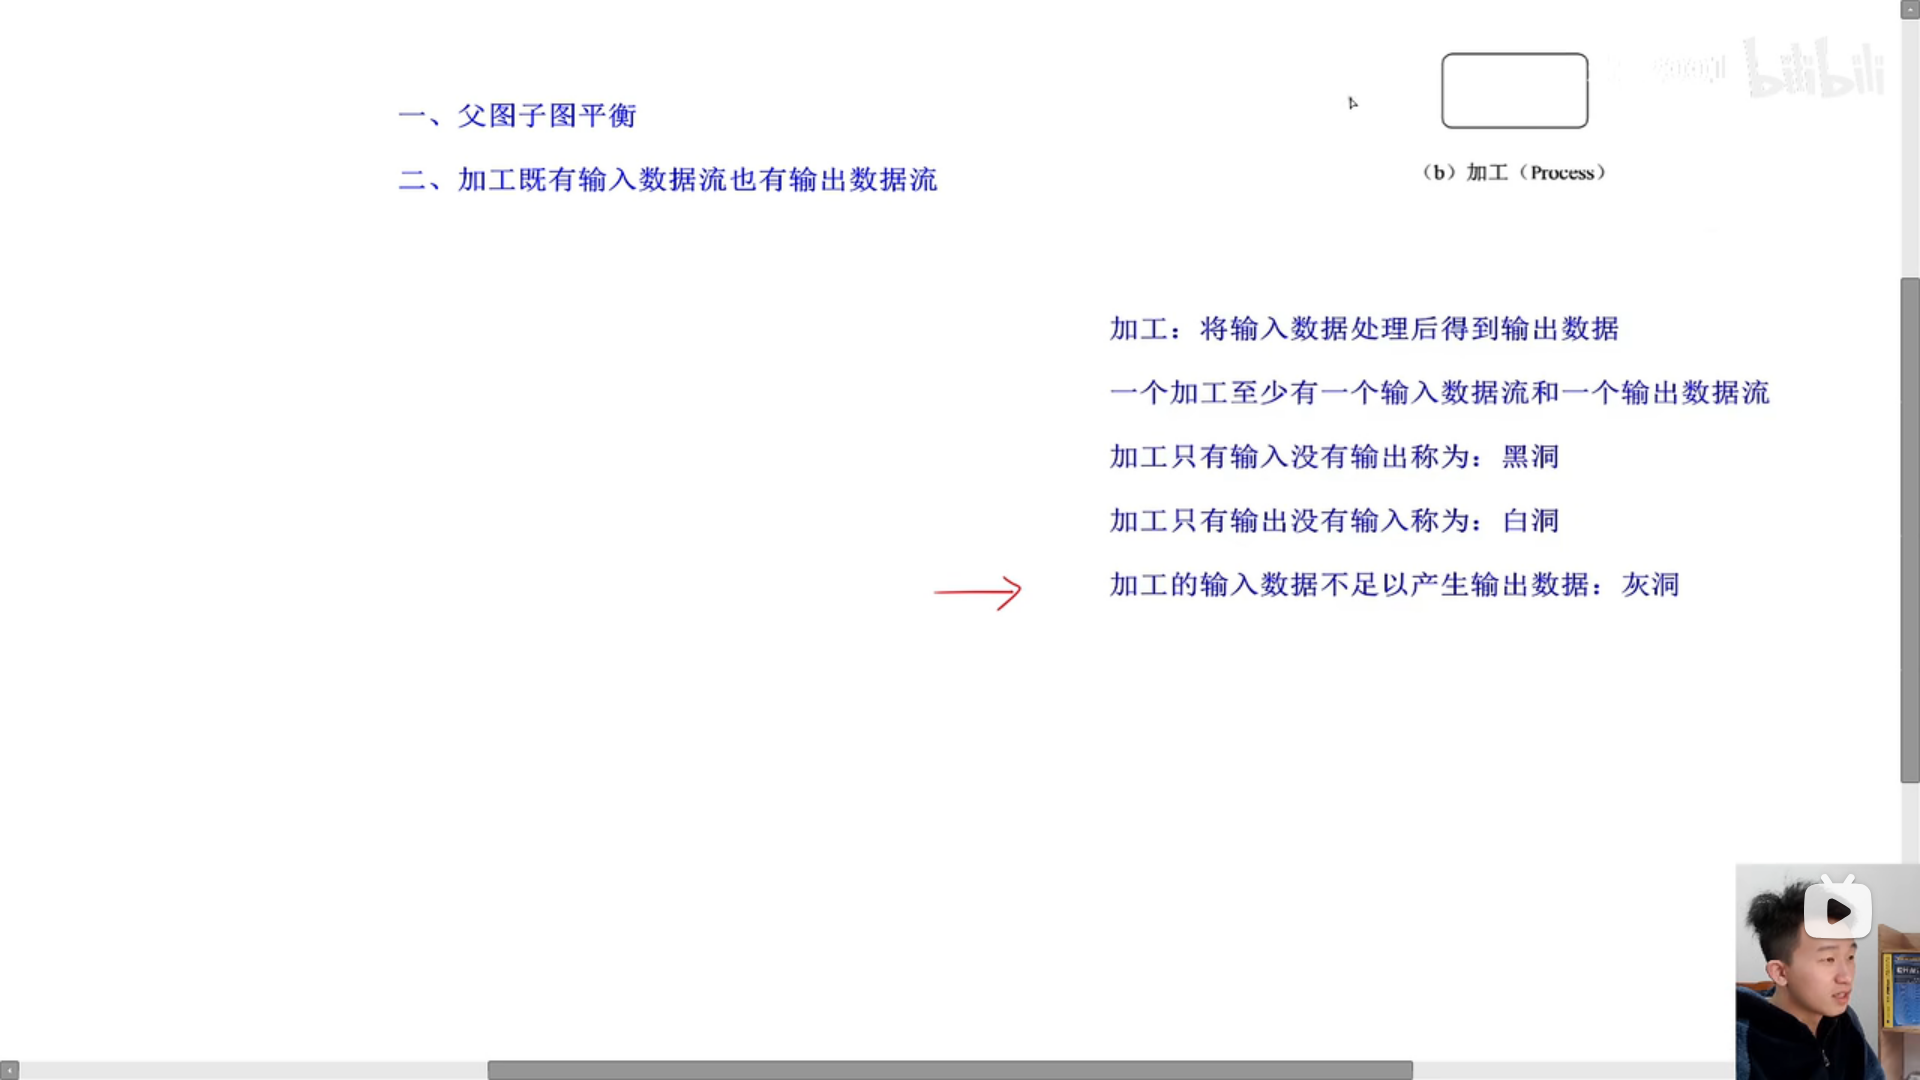 一、父图子图平衡
二、加工既有输入数据流也有输出数据流
bilibili
（b）加工（Process）
加工：将输入数据处理后得到输出数据
一个加工至少有一个输入数据流和一个输出数据流
加工只有输入没有输出称为：黑洞
加工只有输出没有输入称为：白洞
加工的输入数据不足以产生输出数据：灰洞